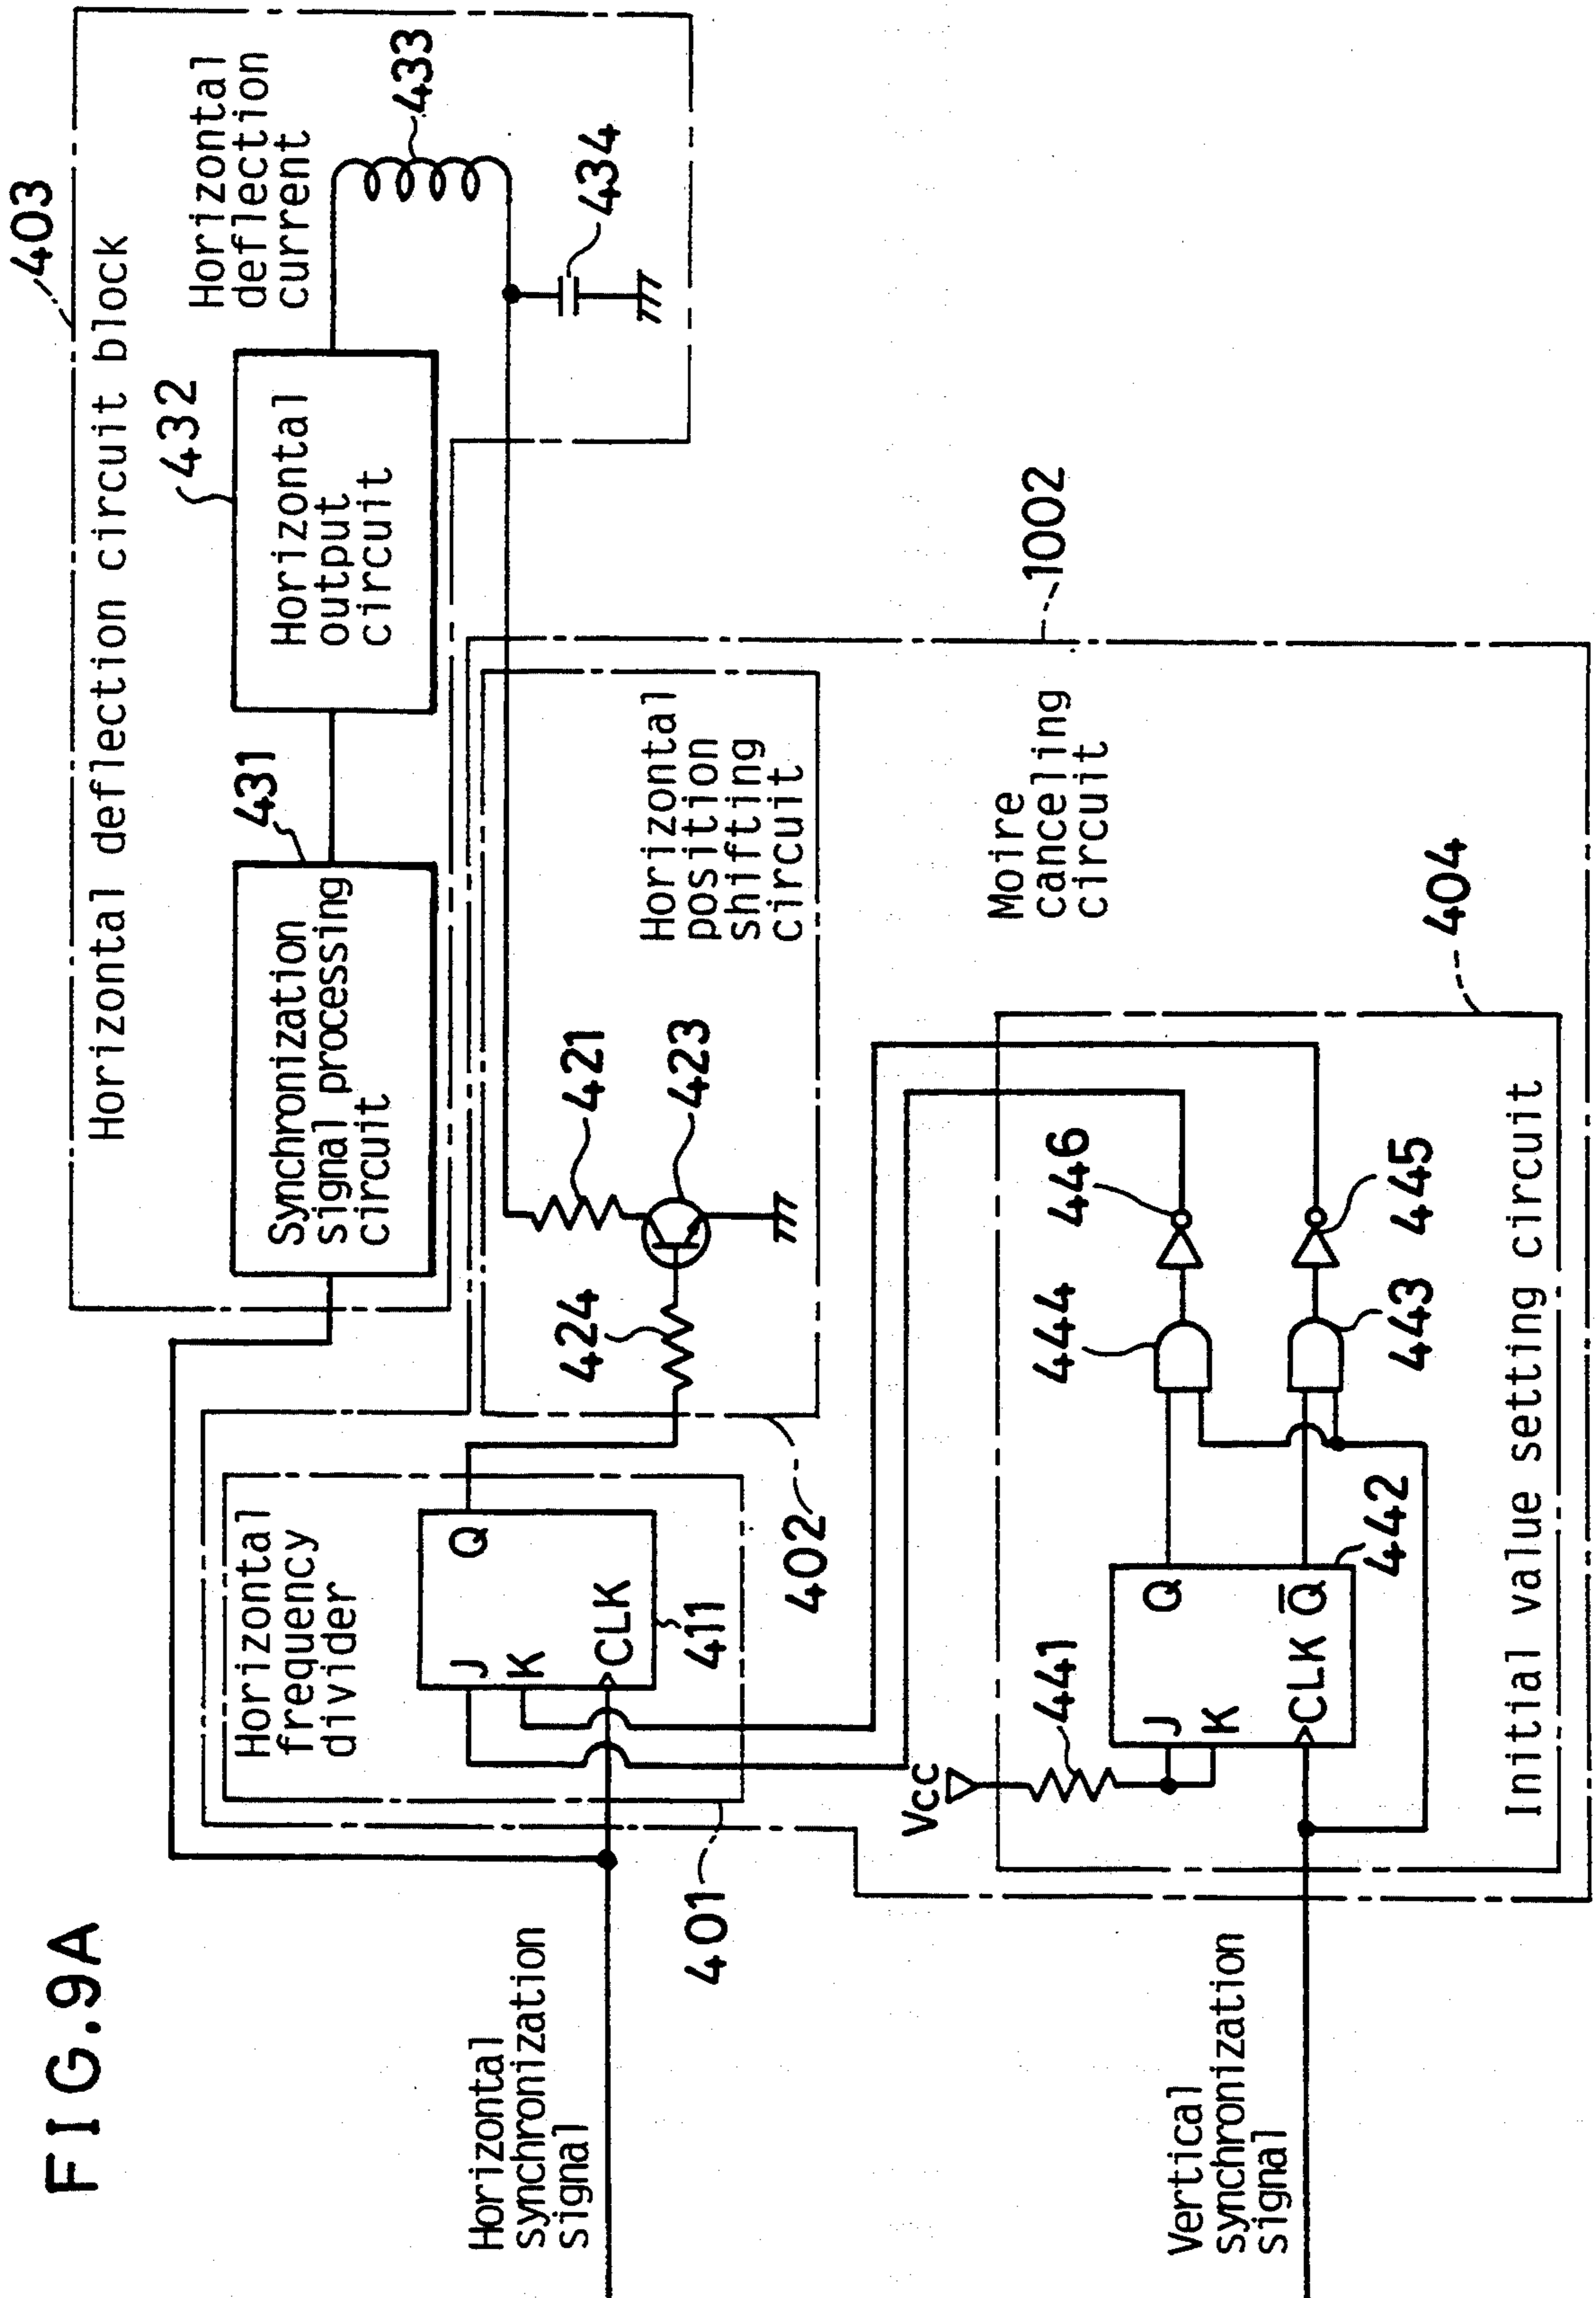 FIG.9A
403
Horizontal deflection circuit block
Horizontal
deflection
current
433
434
432
Horizontal
output
circuit
431
Synchronization
signal processing
circuit
Horizontal
position
shifting
circuit
421
423
424
402
Horizontal
frequency
divider
J
K
CLK
Q
411
401
Horizontal
synchronization
signal
1002
Moire
canceling
circuit
404
Vcc
441
J
K
CLK
Q
Q̅
442
444
446
443
445
Initial value setting circuit
Vertical
synchronization
signal